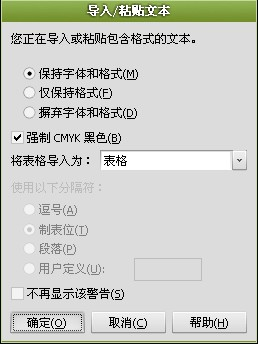 导入/粘贴文本
您正在导入或粘贴包含格式的文本。
保持字体和格式(M)
仅保持格式(F)
摒弃字体和格式(D)
强制 CMYK 黑色(B)
将表格导入为： 表格
使用以下分隔符：
逗号(A)
制表位(T)
段落(P)
用户定义(U):
不再显示该警告(S)
确定(O) 取消(C) 帮助(H)